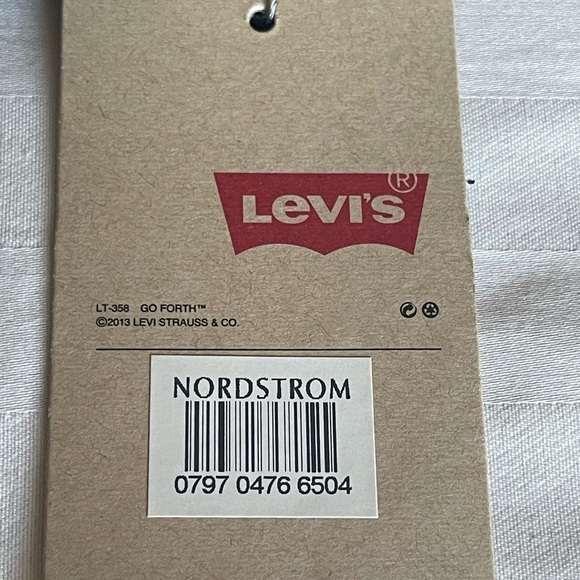 LEVI'S®
LT-358 GO FORTH™
©2013 LEVI STRAUSS & CO.
NORDSTROM
0797 0476 6504